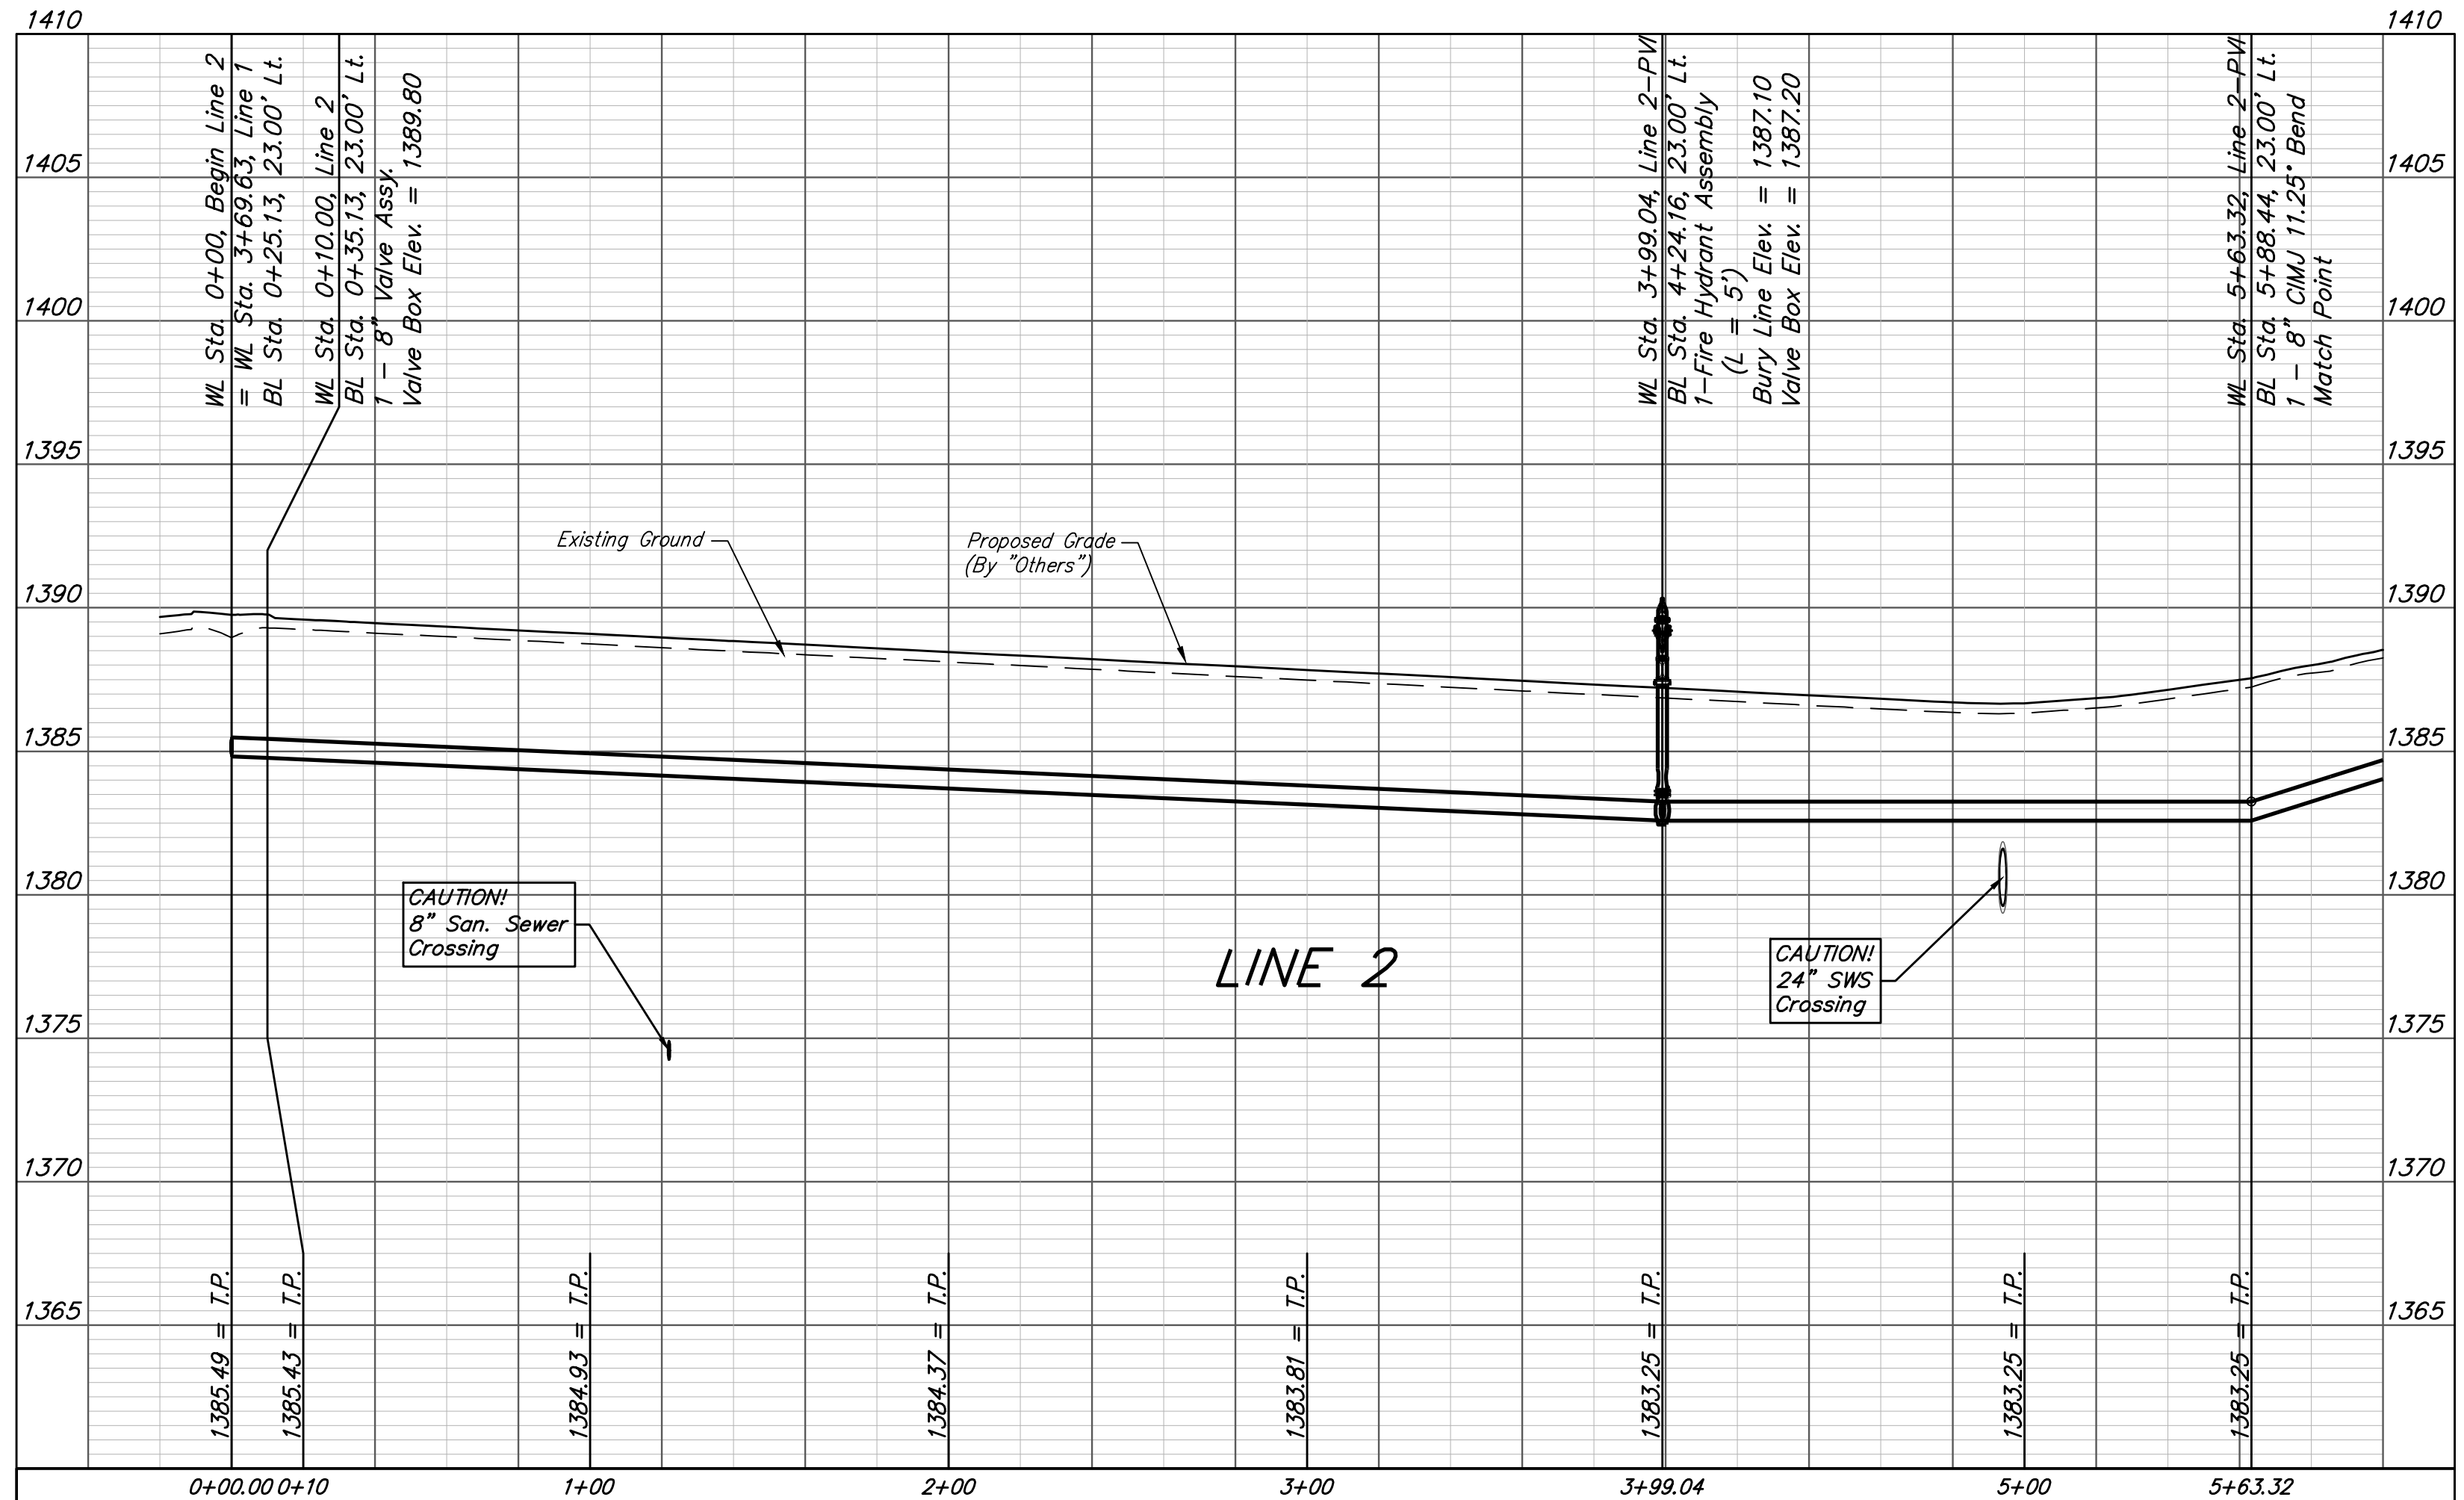 1410
1410
WL Sta. 0+00, Begin Line 2
= WL Sta. 3+69.63, Line 1
BL Sta. 0+25.13, 23.00' Lt.
WL Sta. 0+10.00, Line 2
BL Sta. 0+35.13, 23.00' Lt.
1 - 8" Valve Assy.
Valve Box Elev. = 1389.80
WL Sta. 3+99.04, Line 2-PVI
BL Sta. 4+24.16, 23.00' Lt.
1-Fire Hydrant Assembly
(L = 5')
Bury Line Elev. = 1387.10
Valve Box Elev. = 1387.20
WL Sta. 5+63.32, Line 2-PVI
BL Sta. 5+88.44, 23.00' Lt.
1 - 8" CIMJ 11.25° Bend
Match Point
1405
1405
1400
1400
1395
1395
Existing Ground
Proposed Grade
(By "Others")
1390
1390
1385
1385
1380
1380
CAUTION!
8" San. Sewer
Crossing
LINE 2
CAUTION!
24" SWS
Crossing
1375
1375
1370
1370
1365
1365
1385.49 = T.P.
1385.43 = T.P.
1384.93 = T.P.
1384.37 = T.P.
1383.81 = T.P.
1383.25 = T.P.
1383.25 = T.P.
1383.25 = T.P.
0+00.00
0+10
1+00
2+00
3+00
3+99.04
5+00
5+63.32